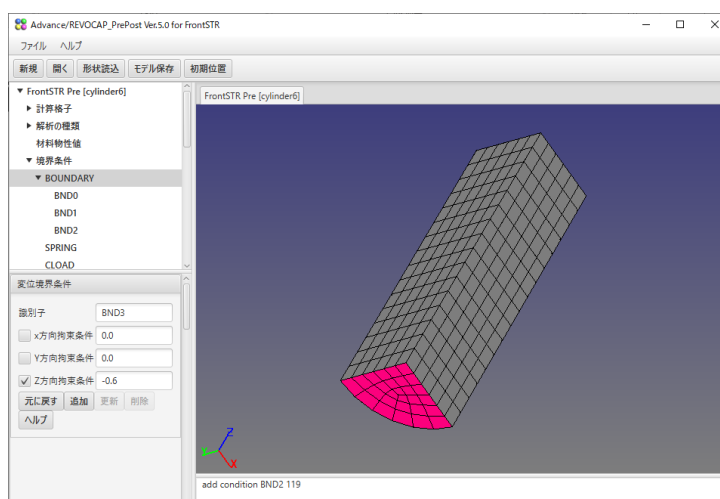 Advance/REVOCAP_PrePost Ver.5.0 for FrontSTR
ファイル ヘルプ
新規 開く 形状読込 モデル保存 初期位置
FrontSTR Pre [cylinder6]
計算格子
解析の種類
材料物性値
境界条件
BOUNDARY
BND0
BND1
BND2
SPRING
CLOAD
変位境界条件
識別子 BND3
x方向拘束条件 0.0
Y方向拘束条件 0.0
Z方向拘束条件 -0.6
元に戻す 追加 更新 削除
ヘルプ
FrontSTR Pre [cylinder6]
Z
Y
X
add condition BND2 119